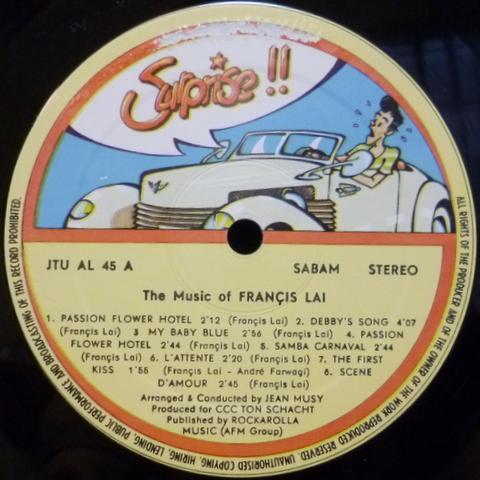 Surprise!!
JTU AL 45 A
SABAM STEREO
The Music of FRANÇIS LAI
1. PASSION FLOWER HOTEL 2'12 (Françis Lai) 2. DEBBY'S SONG 4'07
(Françis Lai) 3 MY BABY BLUE 2'56 (Françis Lai) 4. PASSION
FLOWER HOTEL 2'44 (Françis Lai) 5. SAMBA CARNAVAL 2'44
(Françis Lai) 6. L'ATTENTE 2'20 (Françis Lai) 7. THE FIRST
KISS 1'56 (Françis Lai - André Farwagi) 8. SCENE
D'AMOUR 2'45 (Françis Lai)
Arranged & Conducted by JEAN MUSY
Produced for CCC TON SCHACHT
Published by ROCKAROLLA
MUSIC (AFM Group)
ALL RIGHTS OF THE PRODUCER AND OF THE OWNER OF THE WORK REPRODUCED RESERVED. UNAUTHORISED COPYING, HIRING, LENDING, PUBLIC PERFORMANCE AND BROADCASTING OF THIS RECORD PROHIBITED.